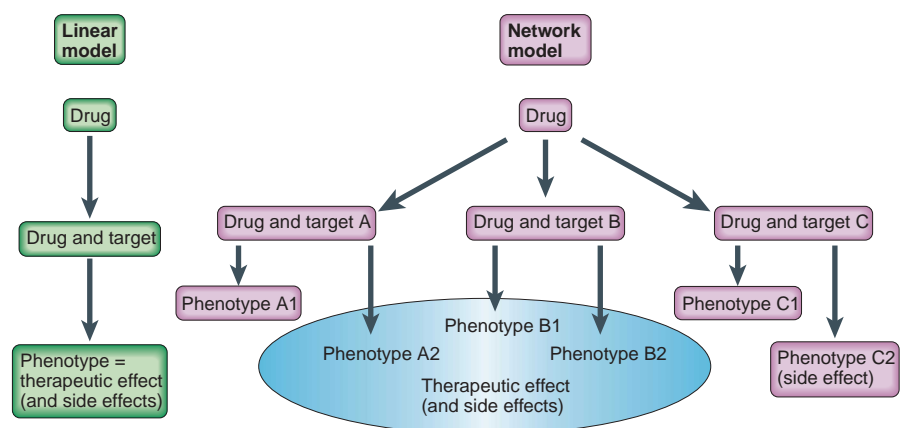 Linear
model
Drug
Drug and target
Phenotype =
therapeutic effect
(and side effects)
Network
model
Drug
Drug and target A
Drug and target B
Drug and target C
Phenotype A1
Phenotype C1
Phenotype B1
Phenotype A2
Phenotype B2
Phenotype C2
(side effect)
Therapeutic effect
(and side effects)